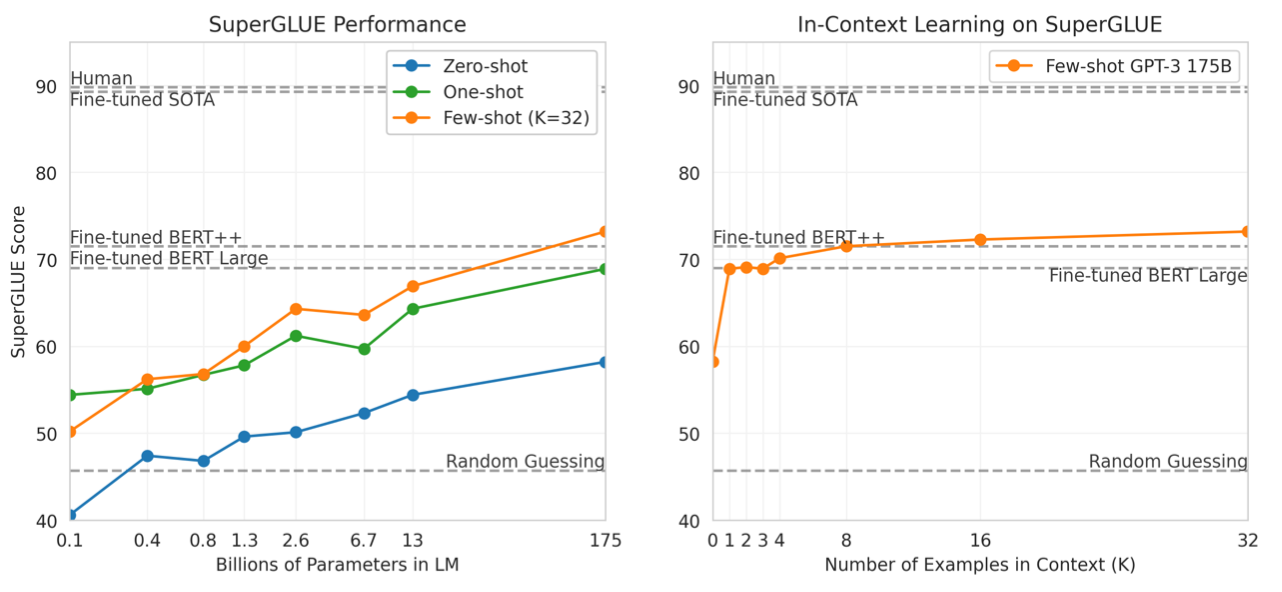 SuperGLUE Performance
Zero-shot
One-shot
Few-shot (K=32)
Human
Fine-tuned SOTA
Fine-tuned BERT++
Fine-tuned BERT Large
Random Guessing
SuperGLUE Score
90
80
70
60
50
40
0.1 0.4 0.8 1.3 2.6 6.7 13 175
Billions of Parameters in LM
In-Context Learning on SuperGLUE
Few-shot GPT-3 175B
Human
Fine-tuned SOTA
Fine-tuned BERT++
Fine-tuned BERT Large
Random Guessing
90
80
70
60
50
40
0 1 2 3 4 8 16 32
Number of Examples in Context (K)